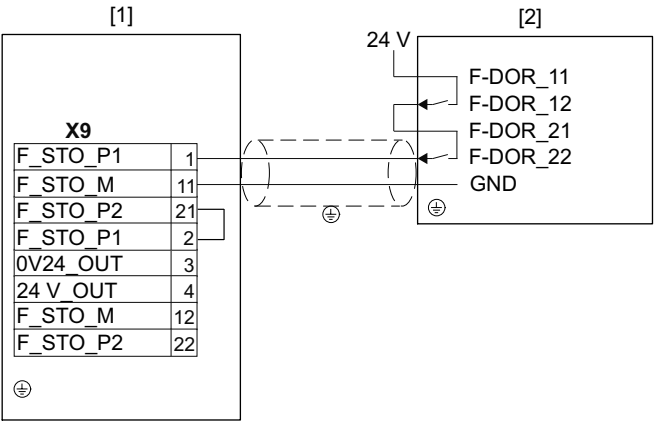 [1]
[2]
24 V
F-DOR_11
F-DOR_12
F-DOR_21
F-DOR_22
GND
X9
F_STO_P1 1
F_STO_M 11
F_STO_P2 21
F_STO_P1 2
0V24_OUT 3
24 V_OUT 4
F_STO_M 12
F_STO_P2 22